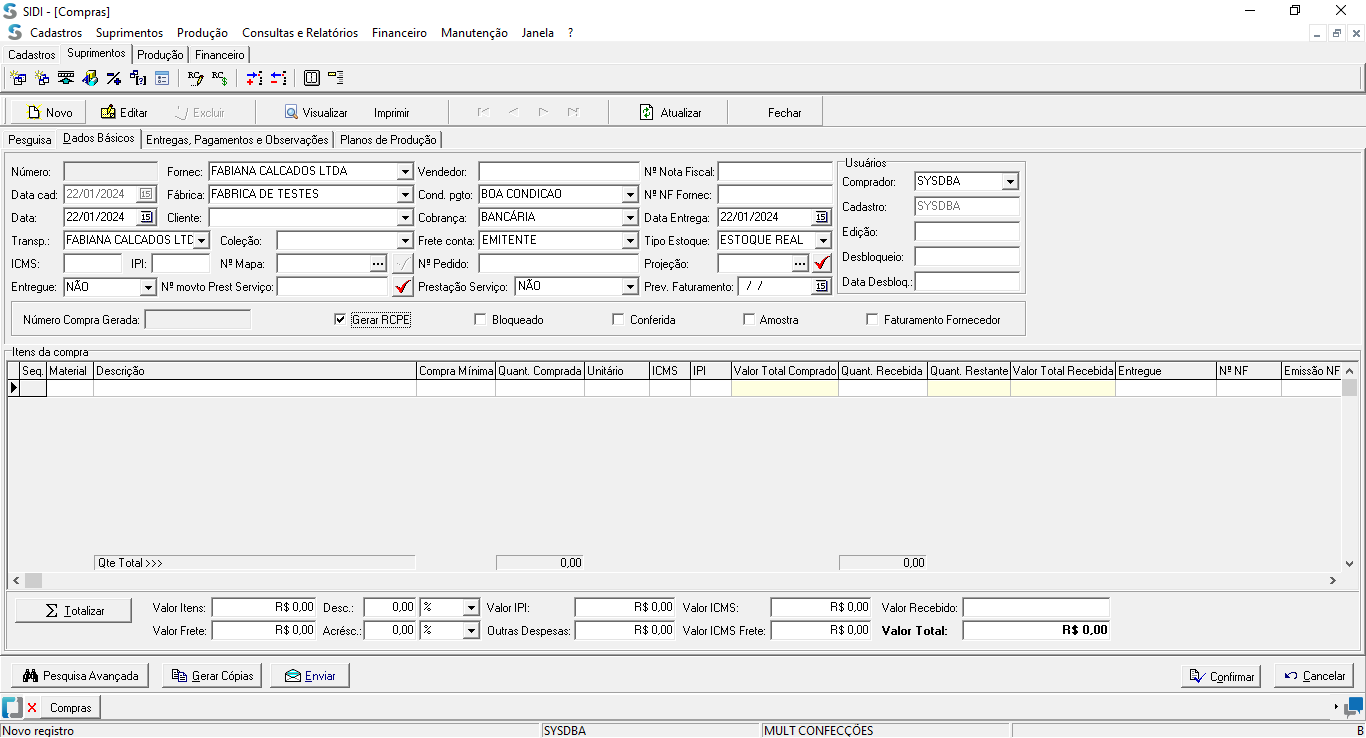 SIDI - [Compras]
Cadastros Suprimentos Produção Consultas e Relatórios Financeiro Manutenção Janela ?
Cadastros Suprimentos Produção Financeiro
Novo Editar Excluir Visualizar Imprimir Atualizar Fechar
Pesquisa Dados Básicos Entregas, Pagamentos e Observações Planos de Produção
Usuários
Número: Fornec: FABIANA CALCADOS LTDA Vendedor: Nº Nota Fiscal:
Comprador: SYSDBA
Data cad: 22/01/2024 15 Fábrica: FABRICA DE TESTES Cond. pgto: BOA CONDICAO Nº NF Fornec:
Cadastro: SYSDBA
Data: 22/01/2024 15 Cliente: Cobrança: BANCÁRIA Data Entrega: 22/01/2024 15
Edição:
Transp.: FABIANA CALCADOS LTC Coleção: Frete conta: EMITENTE Tipo Estoque: ESTOQUE REAL
Desbloqueio:
ICMS: IPI: Nº Mapa: ... Nº Pedido: Projeção: ...
Data Desbloq.:
Entregue: NÃO Nº movto Prest Serviço: Prestação Serviço: NÃO Prev. Faturamento: / / 15
Número Compra Gerada: Gerar RCPE Bloqueado Conferida Amostra Faturamento Fornecedor
Itens da compra
Seq. Material Descrição Compra Mínima Quant. Comprada Unitário ICMS IPI Valor Total Comprado Quant. Recebida Quant. Restante Valor Total Recebida Entregue Nº NF Emissão NF
Qte Total >>> 0,00 0,00
Σ Totalizar Valor Itens: R$ 0,00 Desc.: 0,00 % Valor IPI: R$ 0,00 Valor ICMS: R$ 0,00 Valor Recebido:
Valor Frete: R$ 0,00 Acrésc.: 0,00 % Outras Despesas: R$ 0,00 Valor ICMS Frete: R$ 0,00 Valor Total: R$ 0,00
Pesquisa Avançada Gerar Cópias Enviar Confirmar Cancelar
Compras
Novo registro SYSDBA MULT CONFECÇÕES B